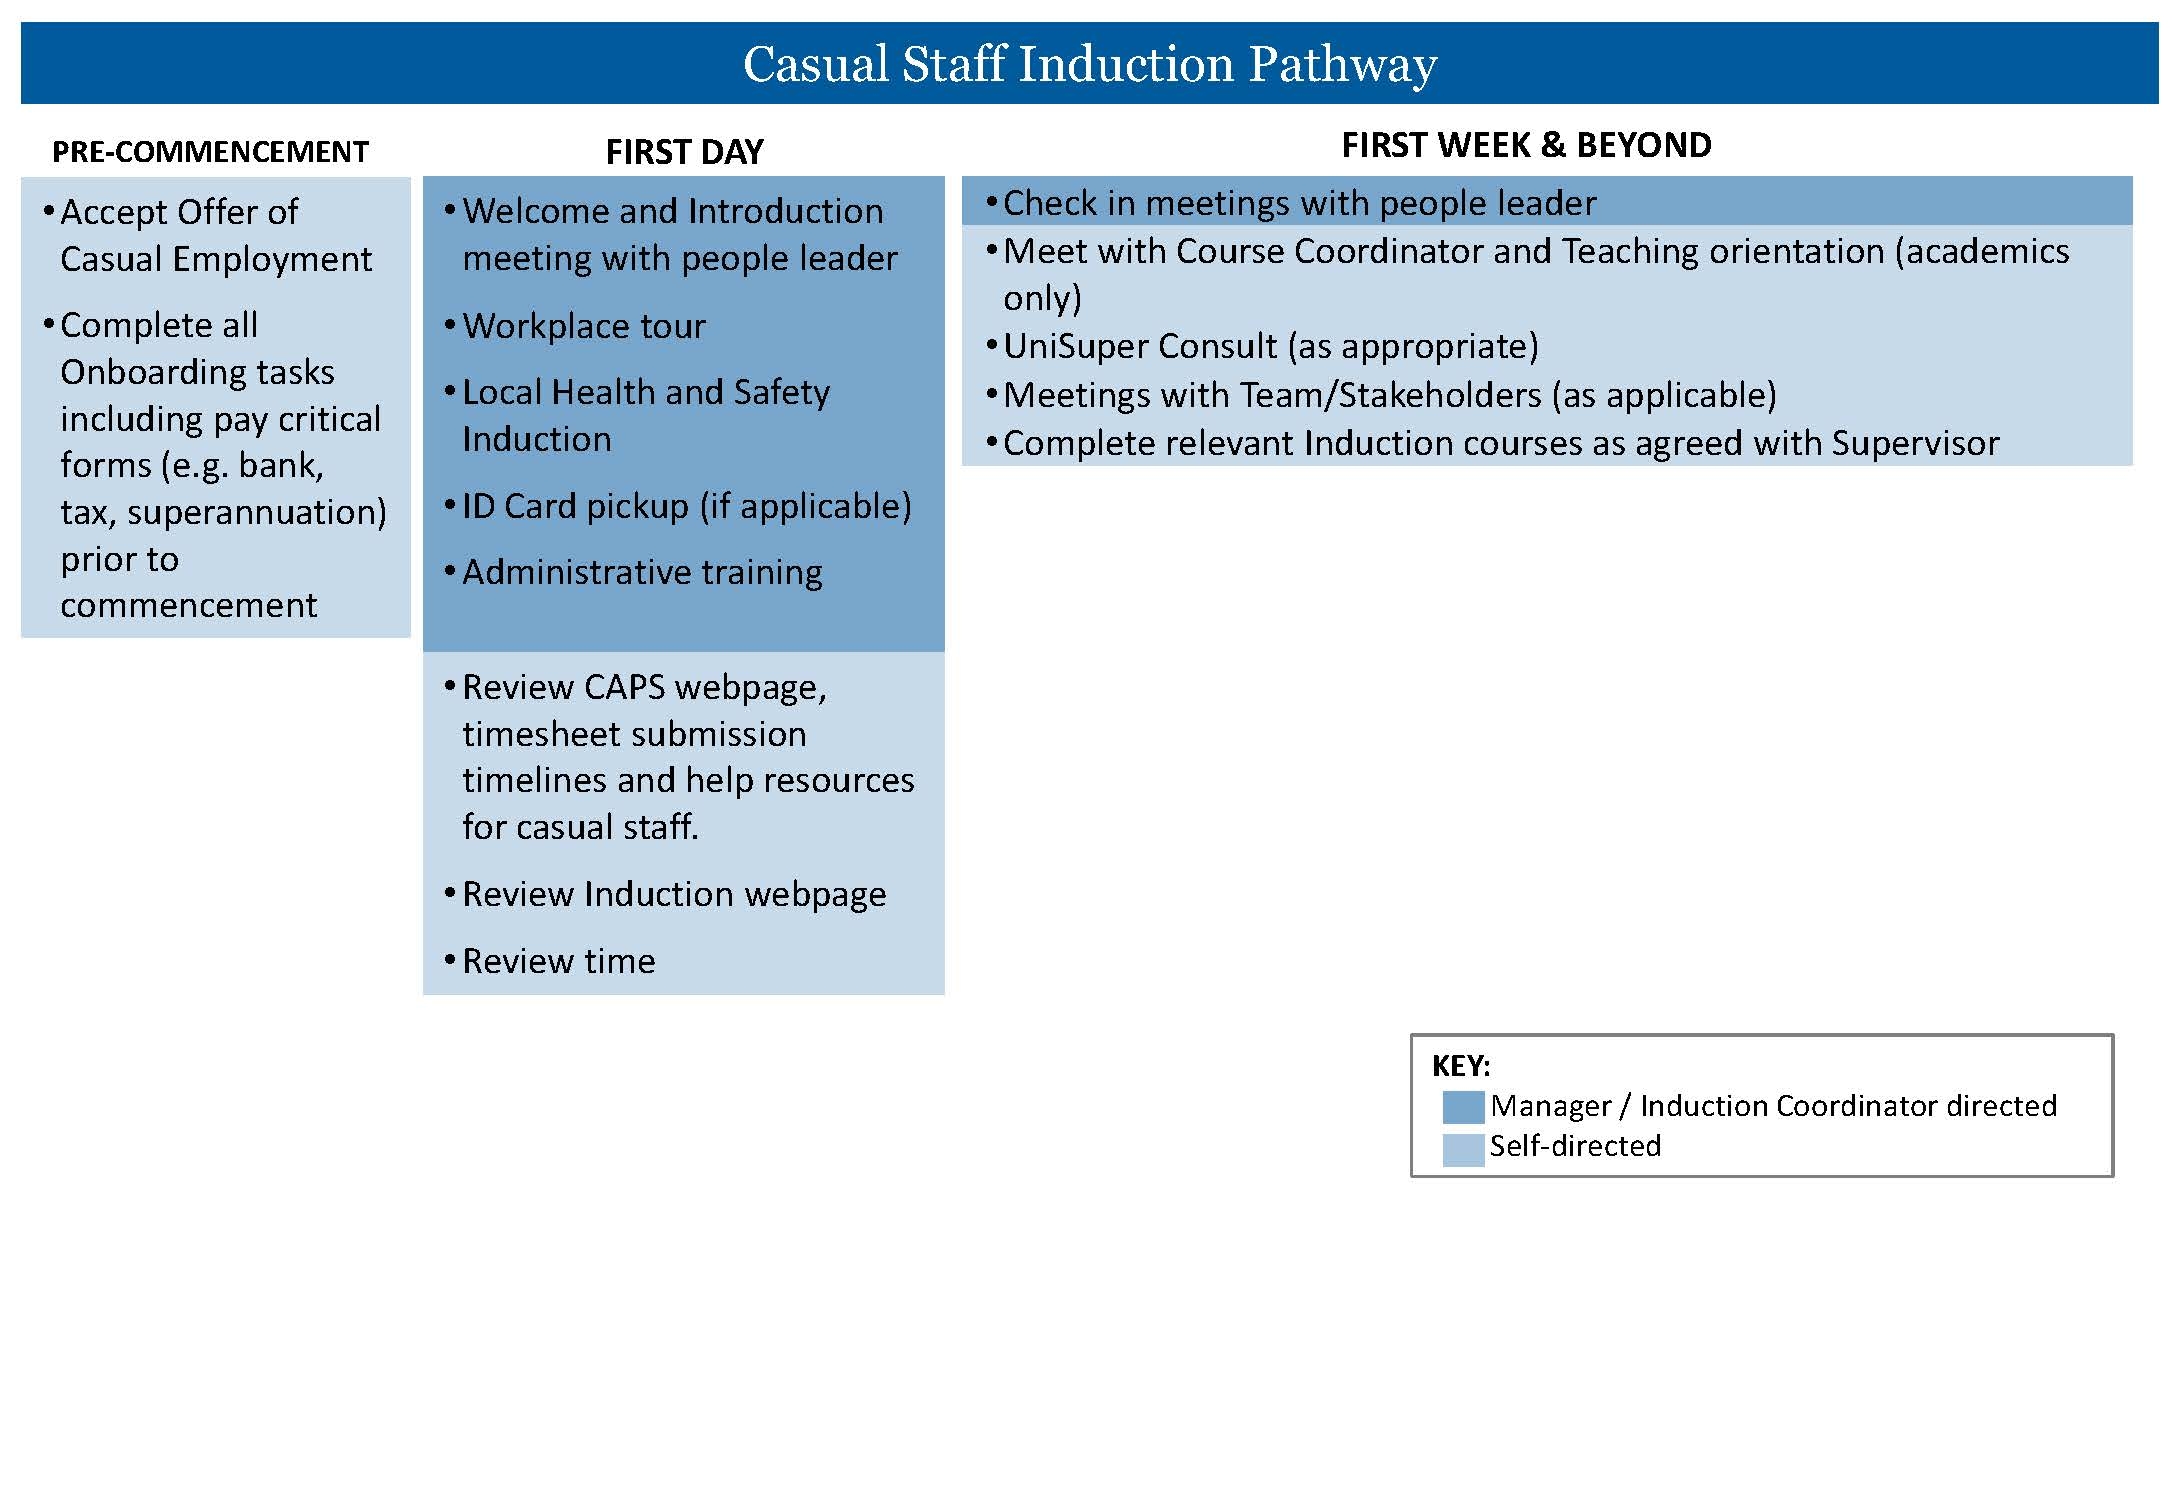 Casual Staff Induction Pathway
PRE-COMMENCEMENT
•Accept Offer of
Casual Employment
•Complete all
Onboarding tasks
including pay critical
forms (e.g. bank,
tax, superannuation)
prior to
commencement
FIRST DAY
•Welcome and Introduction
meeting with people leader
•Workplace tour
•Local Health and Safety
Induction
•ID Card pickup (if applicable)
•Administrative training
•Review CAPS webpage,
timesheet submission
timelines and help resources
for casual staff.
•Review Induction webpage
•Review time
FIRST WEEK & BEYOND
•Check in meetings with people leader
•Meet with Course Coordinator and Teaching orientation (academics
only)
•UniSuper Consult (as appropriate)
•Meetings with Team/Stakeholders (as applicable)
•Complete relevant Induction courses as agreed with Supervisor
KEY:
Manager / Induction Coordinator directed
Self-directed